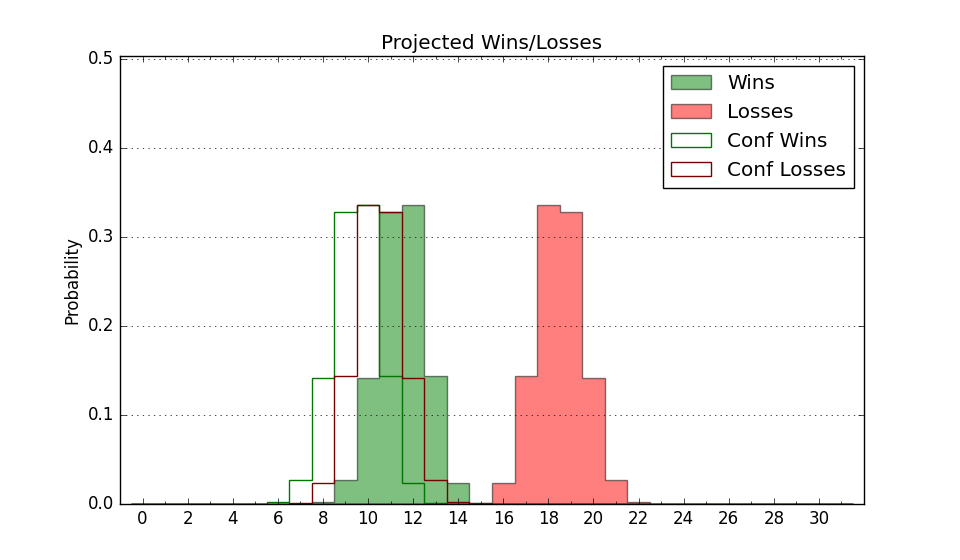 Projected Wins/Losses
Probability
0.5
0.4
0.3
0.2
0.1
0.0
0 2 4 6 8 10 12 14 16 18 20 22 24 26 28 30
Wins
Losses
Conf Wins
Conf Losses